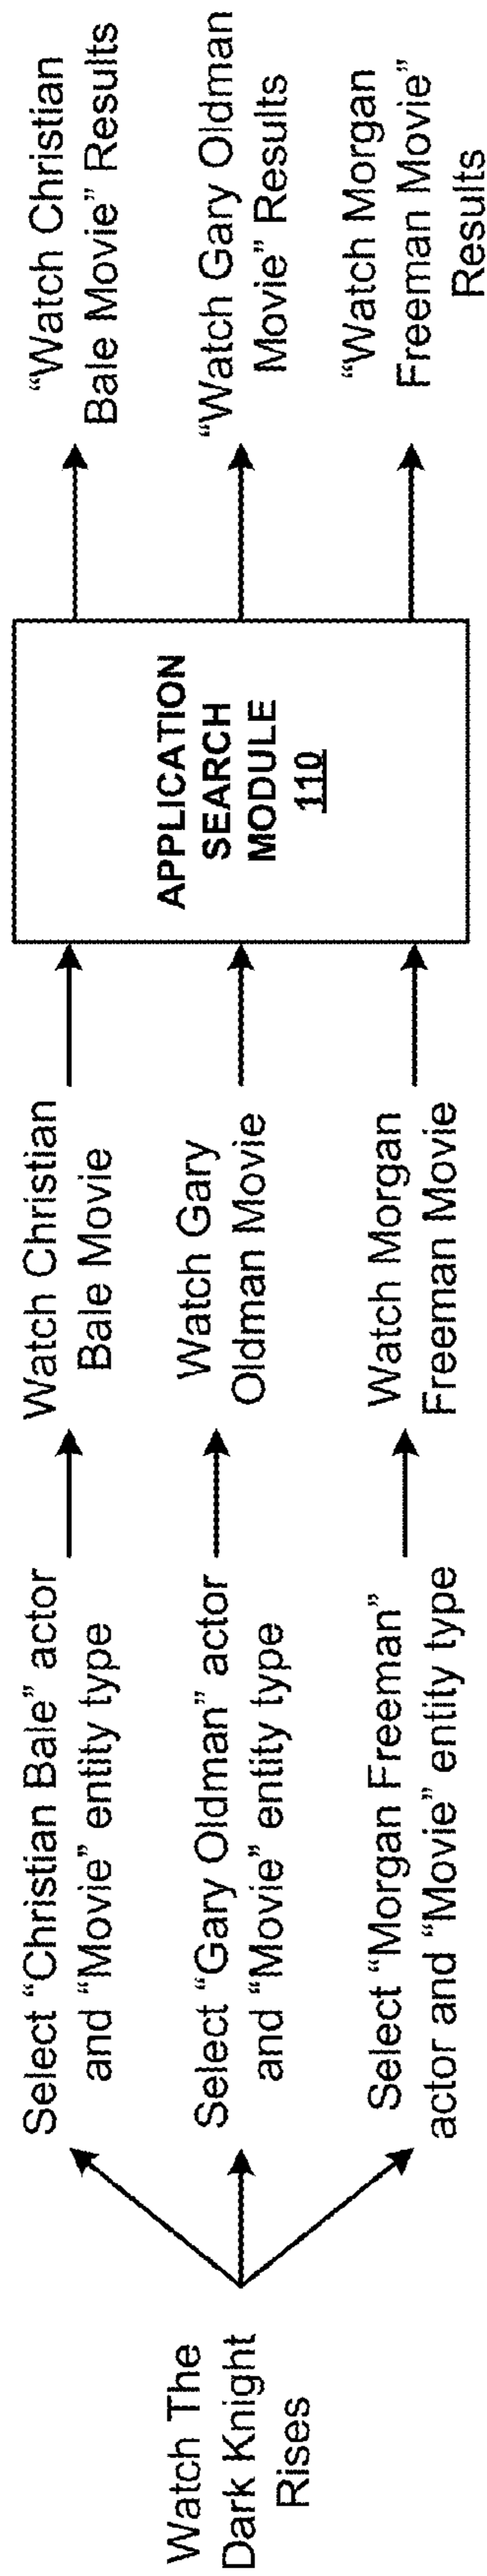 Watch The
Dark Knight
Rises
Select “Christian Bale” actor
and “Movie” entity type
Select “Gary Oldman” actor
and “Movie” entity type
Select “Morgan Freeman”
actor and “Movie” entity type
Watch Christian
Bale Movie
Watch Gary
Oldman Movie
Watch Morgan
Freeman Movie
APPLICATION
SEARCH
MODULE
110
“Watch Christian
Bale Movie” Results
“Watch Gary Oldman
Movie” Results
“Watch Morgan
Freeman Movie”
Results